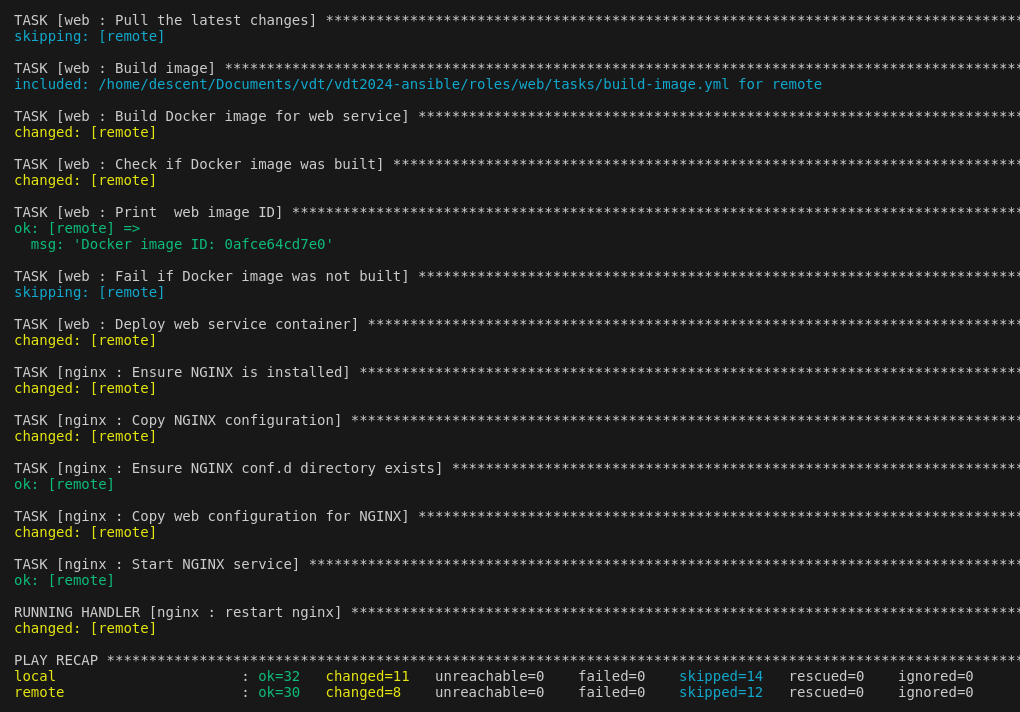 TASK [web : Pull the latest changes] ***********************************************************************************
skipping: [remote]
TASK [web : Build image] ***********************************************************************************************
included: /home/descent/Documents/vdt/vdt2024-ansible/roles/web/tasks/build-image.yml for remote
TASK [web : Build Docker image for web service] ************************************************************************
changed: [remote]
TASK [web : Check if Docker image was built] ***************************************************************************
changed: [remote]
TASK [web : Print  web image ID] ***************************************************************************************
ok: [remote] =>
  msg: 'Docker image ID: 0afce64cd7e0'
TASK [web : Fail if Docker image was not built] ************************************************************************
skipping: [remote]
TASK [web : Deploy web service container] ******************************************************************************
changed: [remote]
TASK [nginx : Ensure NGINX is installed] *******************************************************************************
changed: [remote]
TASK [nginx : Copy NGINX configuration] ********************************************************************************
changed: [remote]
TASK [nginx : Ensure NGINX conf.d directory exists] ********************************************************************
ok: [remote]
TASK [nginx : Copy web configuration for NGINX] ************************************************************************
changed: [remote]
TASK [nginx : Start NGINX service] *************************************************************************************
ok: [remote]
RUNNING HANDLER [nginx : restart nginx] ********************************************************************************
changed: [remote]
PLAY RECAP *************************************************************************************************************
local                      : ok=32   changed=11   unreachable=0    failed=0    skipped=14   rescued=0    ignored=0
remote                     : ok=30   changed=8    unreachable=0    failed=0    skipped=12   rescued=0    ignored=0